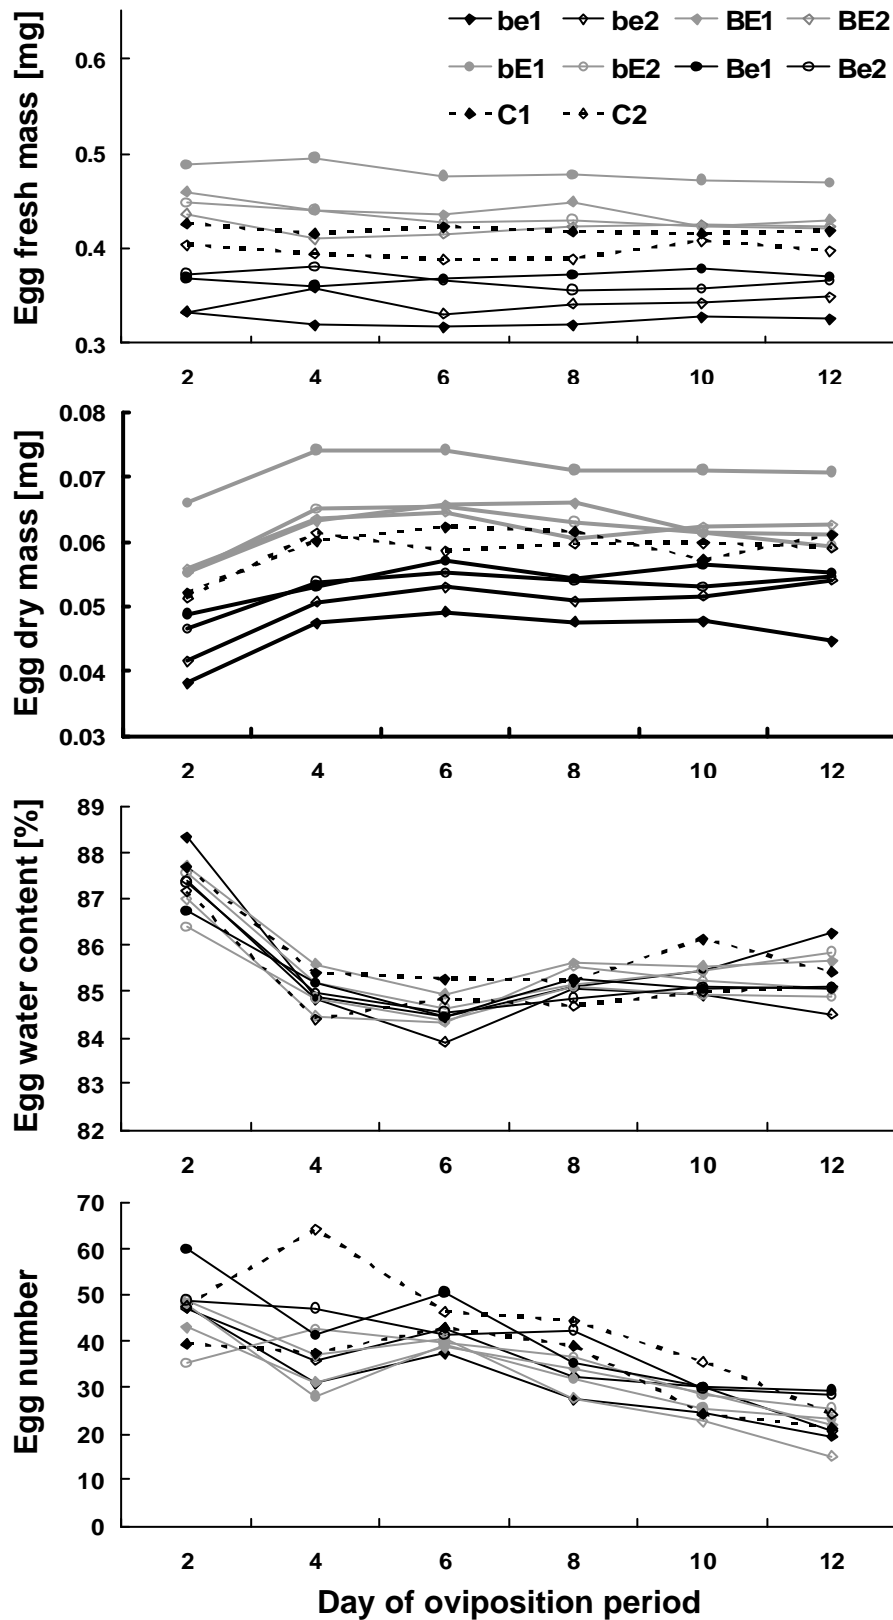 be1 be2 BE1 BE2
bE1 bE2 Be1 Be2
C1 C2
Egg fresh mass [mg]
0.6
0.5
0.4
0.3
2 4 6 8 10 12
Egg dry mass [mg]
0.08
0.07
0.06
0.05
0.04
0.03
2 4 6 8 10 12
Egg water content [%]
89
88
87
86
85
84
83
82
2 4 6 8 10 12
Egg number
70
60
50
40
30
20
10
0
2 4 6 8 10 12
Day of oviposition period